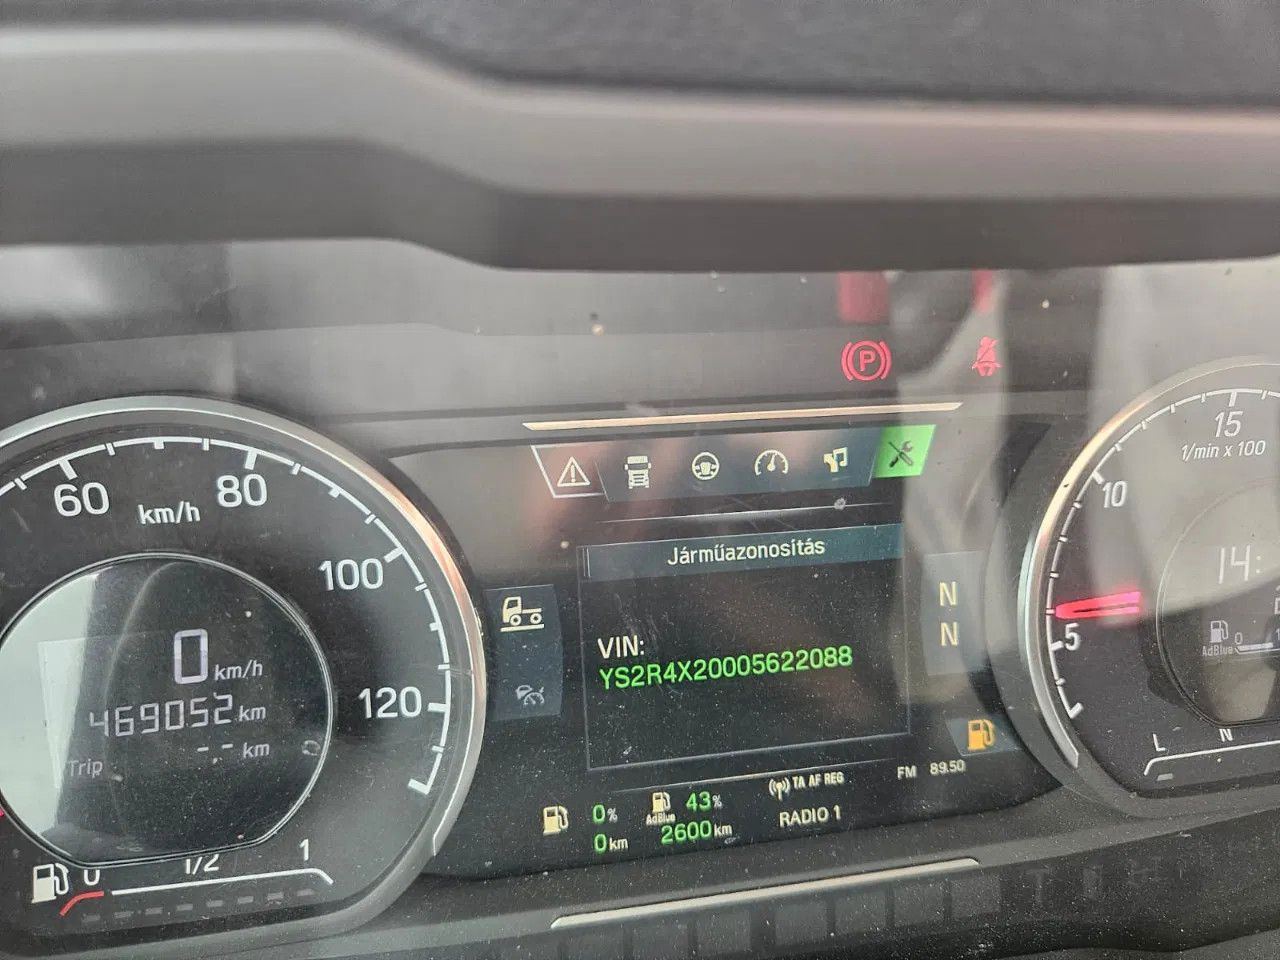 60
80
km/h
100
120
0 km/h
469052 km
-- km
Trip
0
1/2
1
P
Járműazonosítás
VIN:
YS2R4X20005622088
N
N
0%
0 km
AdBlue
43%
2600 km
TA AF REG
RADIO 1
FM 89.50
15
1/min x 100
10
5
14:
AdBlue
0
L
N